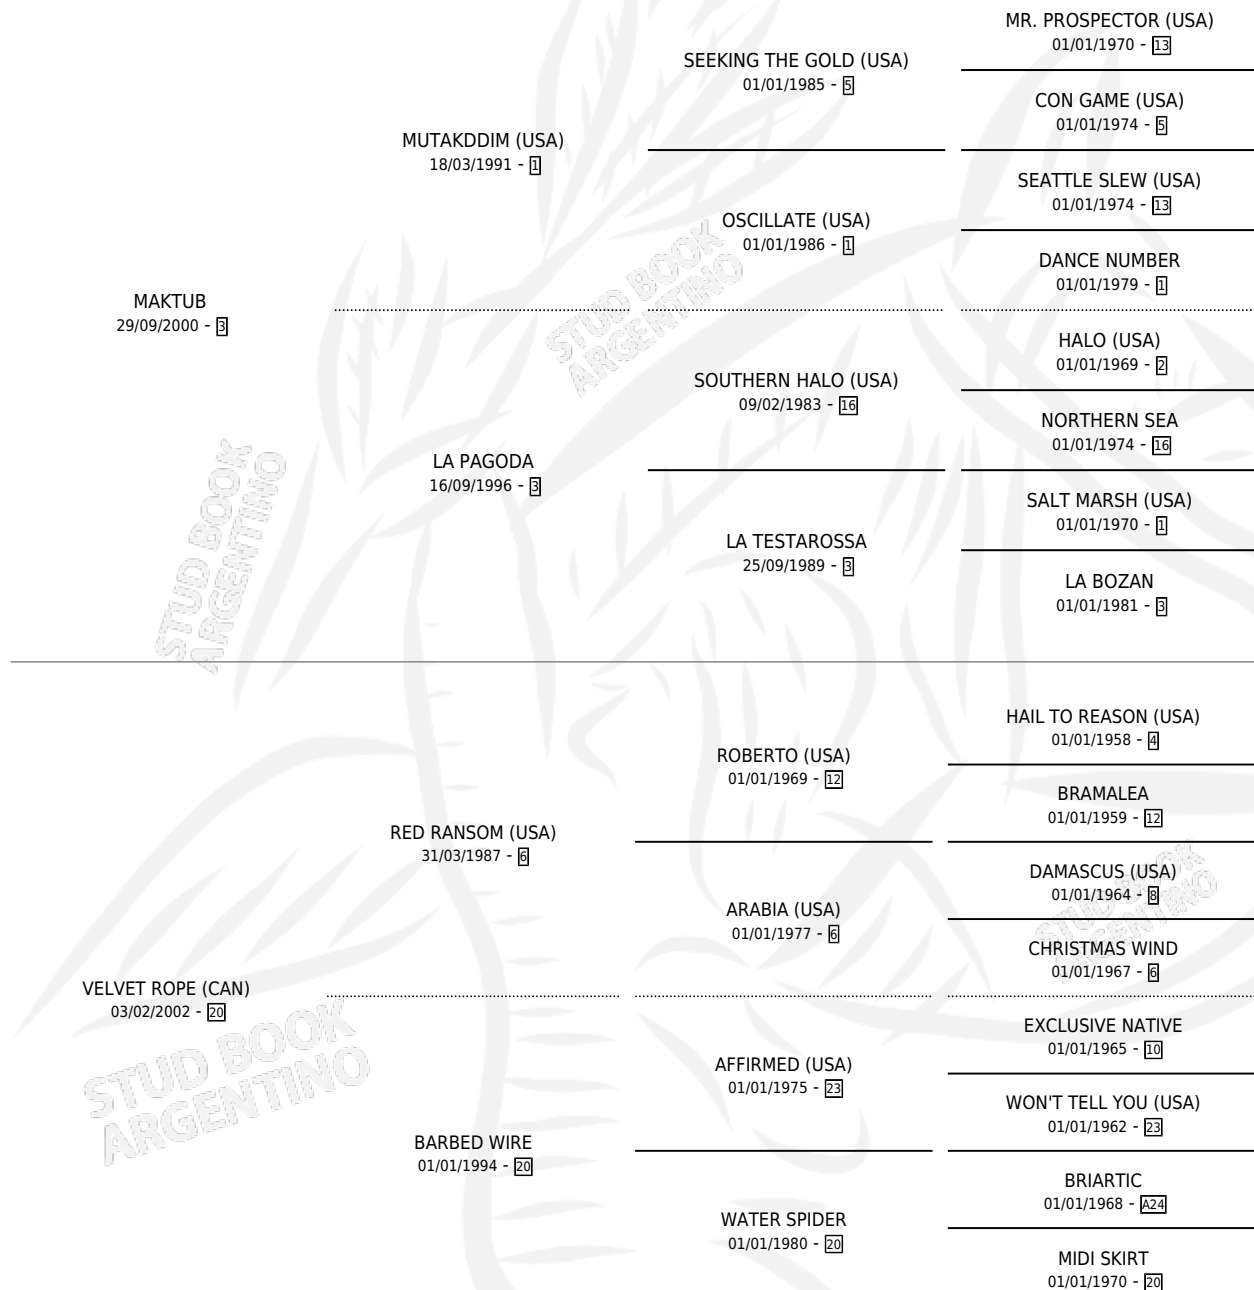 MR. PROSPECTOR (USA)
01/01/1970 - 13
SEEKING THE GOLD (USA)
01/01/1985 - 5
CON GAME (USA)
01/01/1974 - 5
MUTAKDDIM (USA)
18/03/1991 - 1
SEATTLE SLEW (USA)
01/01/1974 - 13
OSCILLATE (USA)
01/01/1986 - 1
DANCE NUMBER
01/01/1979 - 1
MAKTUB
29/09/2000 - 3
HALO (USA)
01/01/1969 - 2
SOUTHERN HALO (USA)
09/02/1983 - 16
NORTHERN SEA
01/01/1974 - 16
LA PAGODA
16/09/1996 - 3
SALT MARSH (USA)
01/01/1970 - 1
LA TESTAROSSA
25/09/1989 - 3
LA BOZAN
01/01/1981 - 3
HAIL TO REASON (USA)
01/01/1958 - 4
ROBERTO (USA)
01/01/1969 - 12
BRAMALEA
01/01/1959 - 12
RED RANSOM (USA)
31/03/1987 - 6
DAMASCUS (USA)
01/01/1964 - 8
ARABIA (USA)
01/01/1977 - 6
CHRISTMAS WIND
01/01/1967 - 6
VELVET ROPE (CAN)
03/02/2002 - 20
EXCLUSIVE NATIVE
01/01/1965 - 10
AFFIRMED (USA)
01/01/1975 - 23
WON'T TELL YOU (USA)
01/01/1962 - 23
BARBED WIRE
01/01/1994 - 20
BRIARTIC
01/01/1968 - A24
WATER SPIDER
01/01/1980 - 20
MIDI SKIRT
01/01/1970 - 20
STUD BOOK
ARGENTINO
STUD BOOK
ARGENTINO
STUD BOOK
ARGENTINO
STUD BOOK
ARGENTINO